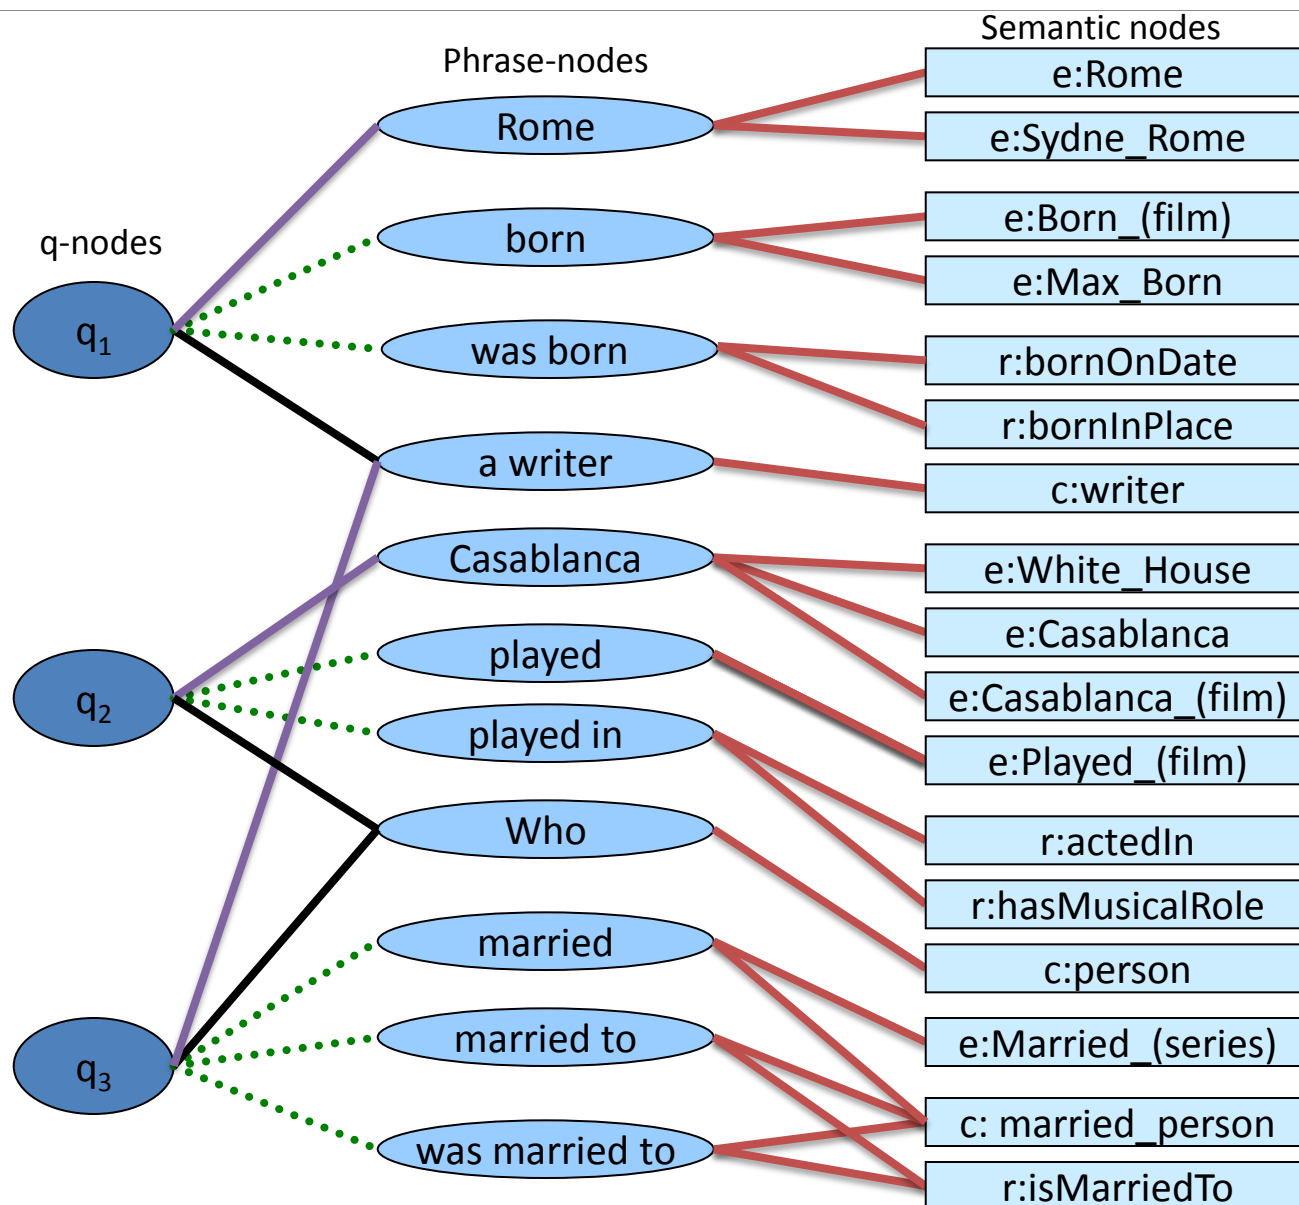 Semantic nodes
Phrase-nodes
q-nodes
q1
q2
q3
Rome
born
was born
a writer
Casablanca
played
played in
Who
married
married to
was married to
e:Rome
e:Sydne_Rome
e:Born_(film)
e:Max_Born
r:bornOnDate
r:bornInPlace
c:writer
e:White_House
e:Casablanca
e:Casablanca_(film)
e:Played_(film)
r:actedIn
r:hasMusicalRole
c:person
e:Married_(series)
c: married_person
r:isMarriedTo